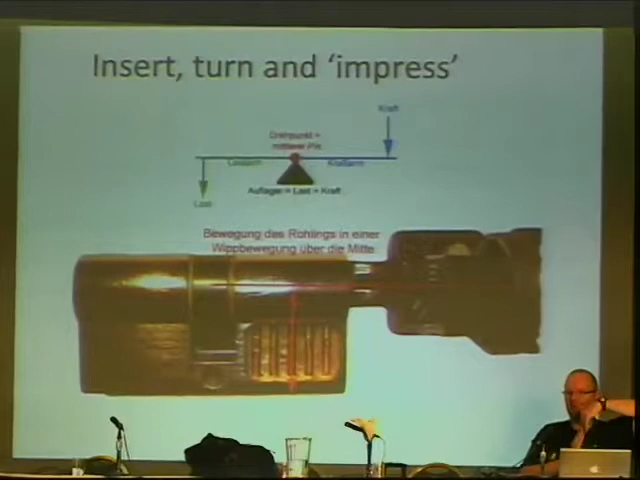 Insert, turn and ‘impress’
Kraft
Drehpunkt =
mittlerer Pin
Lastarm
Kraftarm
Last
Auflager = Last + Kraft
Bewegung des Rohlings in einer
Wippbewegung über die Mitte